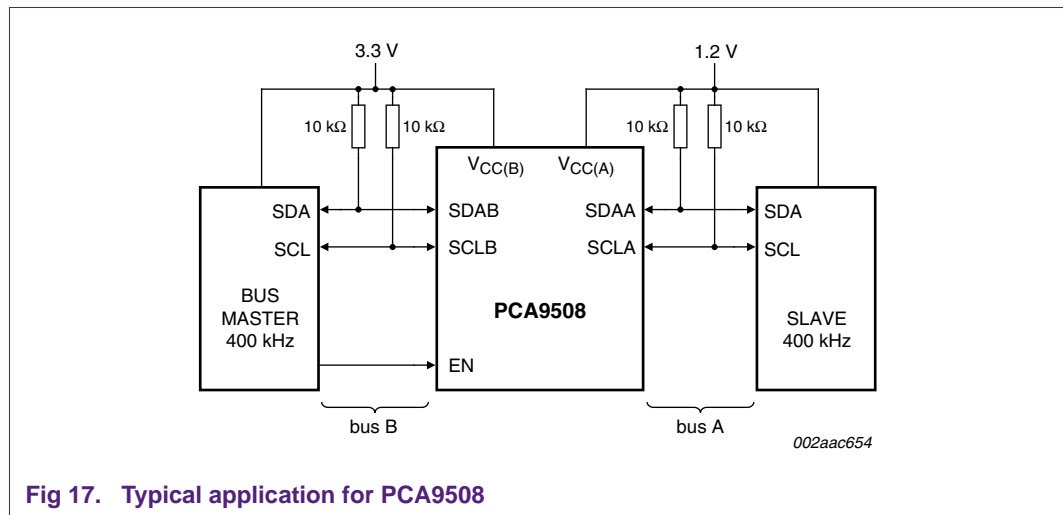 3.3 V
1.2 V
10 kΩ
10 kΩ
10 kΩ
10 kΩ
VCC(B)
VCC(A)
SDA
SDAB
SDAA
SDA
SCL
SCLB
SCLA
SCL
BUS
MASTER
400 kHz
PCA9508
SLAVE
400 kHz
EN
bus B
bus A
002aac654
Fig 17. Typical application for PCA9508